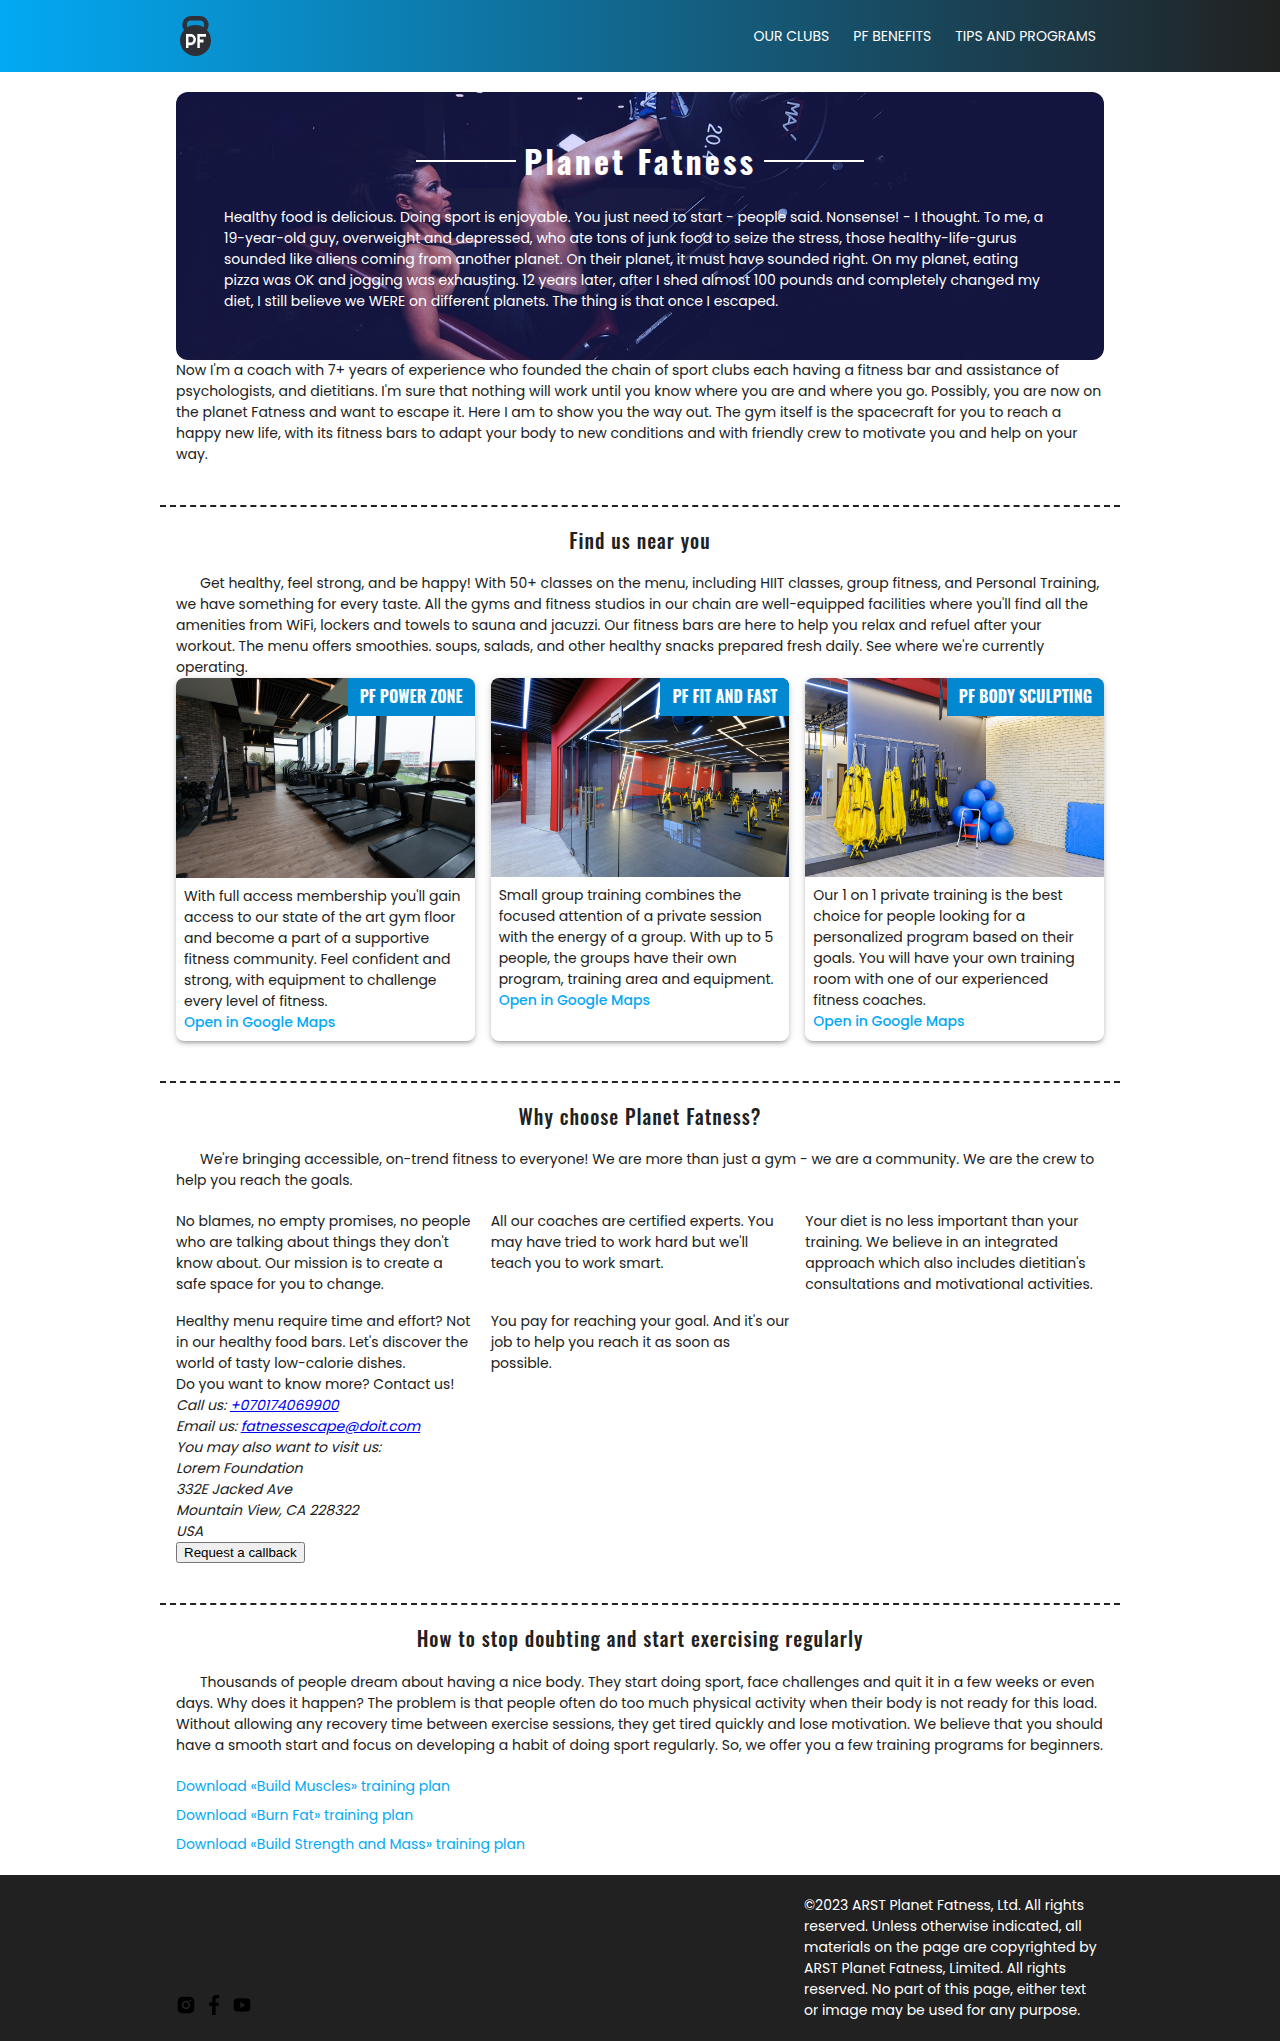 PF
OUR CLUBS PF BENEFITS TIPS AND PROGRAMS
Planet Fatness
Healthy food is delicious. Doing sport is enjoyable. You just need to start - people said. Nonsense! - I thought. To me, a
19-year-old guy, overweight and depressed, who ate tons of junk food to seize the stress, those healthy-life-gurus
sounded like aliens coming from another planet. On their planet, it must have sounded right. On my planet, eating
pizza was OK and jogging was exhausting. 12 years later, after I shed almost 100 pounds and completely changed my
diet, I still believe we WERE on different planets. The thing is that once I escaped.
Now I'm a coach with 7+ years of experience who founded the chain of sport clubs each having a fitness bar and assistance of
psychologists, and dietitians. I'm sure that nothing will work until you know where you are and where you go. Possibly, you are now on
the planet Fatness and want to escape it. Here I am to show you the way out. The gym itself is the spacecraft for you to reach a
happy new life, with its fitness bars to adapt your body to new conditions and with friendly crew to motivate you and help on your
way.
Find us near you
Get healthy, feel strong, and be happy! With 50+ classes on the menu, including HIIT classes, group fitness, and Personal Training,
we have something for every taste. All the gyms and fitness studios in our chain are well-equipped facilities where you'll find all the
amenities from WiFi, lockers and towels to sauna and jacuzzi. Our fitness bars are here to help you relax and refuel after your
workout. The menu offers smoothies. soups, salads, and other healthy snacks prepared fresh daily. See where we're currently
operating.
PF POWER ZONE
With full access membership you'll gain
access to our state of the art gym floor
and become a part of a supportive
fitness community. Feel confident and
strong, with equipment to challenge
every level of fitness.
Open in Google Maps
PF FIT AND FAST
Small group training combines the
focused attention of a private session
with the energy of a group. With up to 5
people, the groups have their own
program, training area and equipment.
Open in Google Maps
PF BODY SCULPTING
Our 1 on 1 private training is the best
choice for people looking for a
personalized program based on their
goals. You will have your own training
room with one of our experienced
fitness coaches.
Open in Google Maps
Why choose Planet Fatness?
We're bringing accessible, on-trend fitness to everyone! We are more than just a gym - we are a community. We are the crew to
help you reach the goals.
No blames, no empty promises, no people
who are talking about things they don't
know about. Our mission is to create a
safe space for you to change.
All our coaches are certified experts. You
may have tried to work hard but we'll
teach you to work smart.
Your diet is no less important than your
training. We believe in an integrated
approach which also includes dietitian's
consultations and motivational activities.
Healthy menu require time and effort? Not
in our healthy food bars. Let's discover the
world of tasty low-calorie dishes.
You pay for reaching your goal. And it's our
job to help you reach it as soon as
possible.
Do you want to know more? Contact us!
Call us: +070174069900
Email us: fatnessescape@doit.com
You may also want to visit us:
Lorem Foundation
332E Jacked Ave
Mountain View, CA 228322
USA
Request a callback
How to stop doubting and start exercising regularly
Thousands of people dream about having a nice body. They start doing sport, face challenges and quit it in a few weeks or even
days. Why does it happen? The problem is that people often do too much physical activity when their body is not ready for this load.
Without allowing any recovery time between exercise sessions, they get tired quickly and lose motivation. We believe that you should
have a smooth start and focus on developing a habit of doing sport regularly. So, we offer you a few training programs for beginners.
Download «Build Muscles» training plan
Download «Burn Fat» training plan
Download «Build Strength and Mass» training plan
©2023 ARST Planet Fatness, Ltd. All rights
reserved. Unless otherwise indicated, all
materials on the page are copyrighted by
ARST Planet Fatness, Limited. All rights
reserved. No part of this page, either text
or image may be used for any purpose.